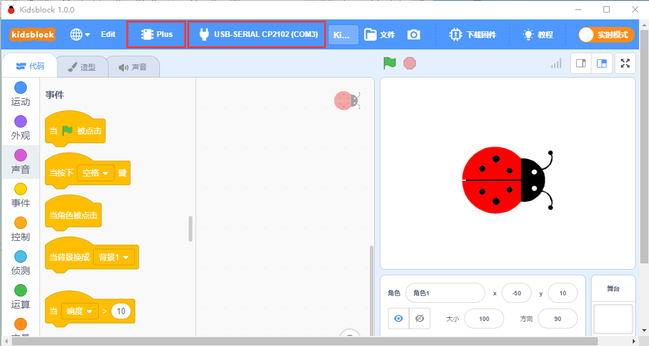 Kidsblock 1.0.0
kidsblock Edit Plus USB-SERIAL CP2102 (COM3) Ki... 文件 下载固件 教程 实时模式
代码 造型 声音
运动
外观
声音
事件
控制
侦测
运算
事件
当 被点击
当按下 空格 键
当角色被点击
当背景换成 背景1
当 响度 > 10
角色 角色1 x -50 y 10
大小 100 方向 90
舞台